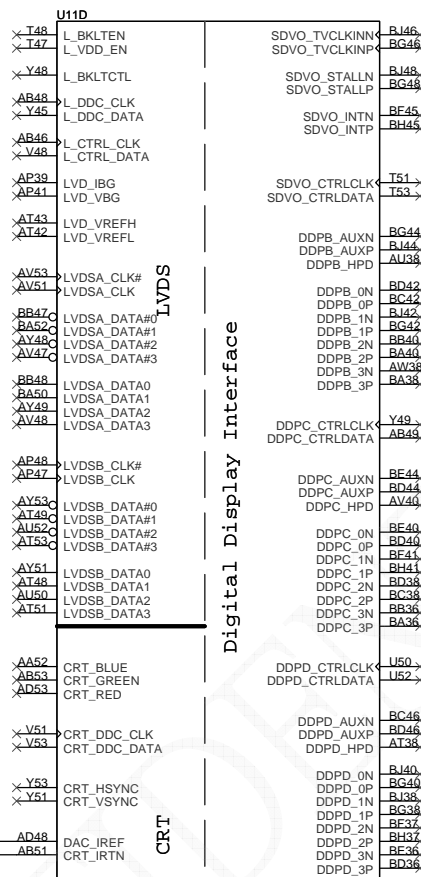 U11D
T48 L_BKLTEN
T47 L_VDD_EN
Y48 L_BKLTCTL
AB48 L_DDC_CLK
Y45 L_DDC_DATA
AB46 L_CTRL_CLK
V48 L_CTRL_DATA
AP39 LVD_IBG
AP41 LVD_VBG
AT43 LVD_VREFH
AT42 LVD_VREFL
AV53 LVDSA_CLK#
AV51 LVDSA_CLK
BB47 LVDSA_DATA#0
BA52 LVDSA_DATA#1
AY48 LVDSA_DATA#2
AV47 LVDSA_DATA#3
BB48 LVDSA_DATA0
BA50 LVDSA_DATA1
AY49 LVDSA_DATA2
AV48 LVDSA_DATA3
AP48 LVDSB_CLK#
AP47 LVDSB_CLK
AY53 LVDSB_DATA#0
AT49 LVDSB_DATA#1
AU52 LVDSB_DATA#2
AT53 LVDSB_DATA#3
AY51 LVDSB_DATA0
AT48 LVDSB_DATA1
AU50 LVDSB_DATA2
AT51 LVDSB_DATA3
AA52 CRT_BLUE
AB53 CRT_GREEN
AD53 CRT_RED
V51 CRT_DDC_CLK
V53 CRT_DDC_DATA
Y53 CRT_HSYNC
Y51 CRT_VSYNC
AD48 DAC_IREF
AB51 CRT_IRTN
LVDS
CRT
Digital Display Interface
SDVO_TVCLKINN BJ46
SDVO_TVCLKINP BG46
SDVO_STALLN BJ48
SDVO_STALLP BG48
SDVO_INTN BF45
SDVO_INTP BH45
SDVO_CTRLCLK T51
SDVO_CTRLDATA T53
DDPB_AUXN BG44
DDPB_AUXP BJ44
DDPB_HPD AU38
DDPB_0N BD42
DDPB_0P BC42
DDPB_1N BJ42
DDPB_1P BG42
DDPB_2N BB40
DDPB_2P BA40
DDPB_3N AW38
DDPB_3P BA38
DDPC_CTRLCLK Y49
DDPC_CTRLDATA AB49
DDPC_AUXN BE44
DDPC_AUXP BD44
DDPC_HPD AV40
DDPC_0N BE40
DDPC_0P BD40
DDPC_1N BF41
DDPC_1P BH41
DDPC_2N BD38
DDPC_2P BC38
DDPC_3N BB36
DDPC_3P BA36
DDPD_CTRLCLK U50
DDPD_CTRLDATA U52
DDPD_AUXN BC46
DDPD_AUXP BD46
DDPD_HPD AT38
DDPD_0N BJ40
DDPD_0P BG40
DDPD_1N BJ38
DDPD_1P BG38
DDPD_2N BF37
DDPD_2P BH37
DDPD_3N BE36
DDPD_3P BD36